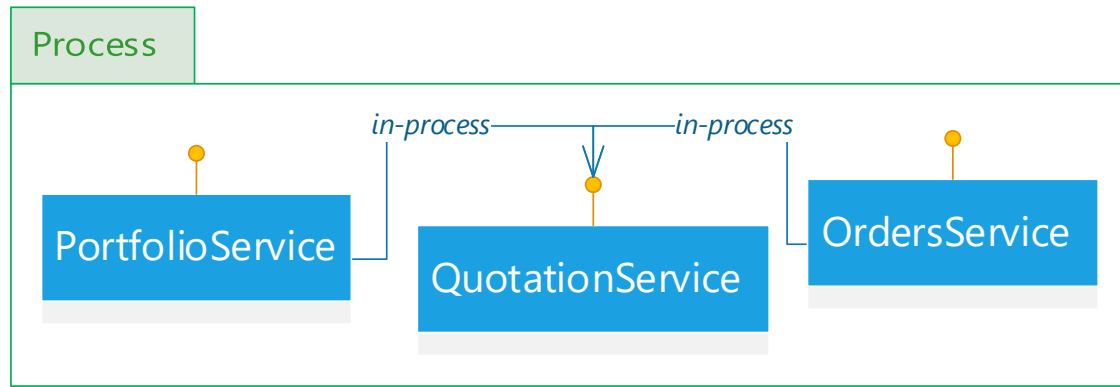 Process
in-process
in-process
PortfolioService
QuotationService
OrdersService